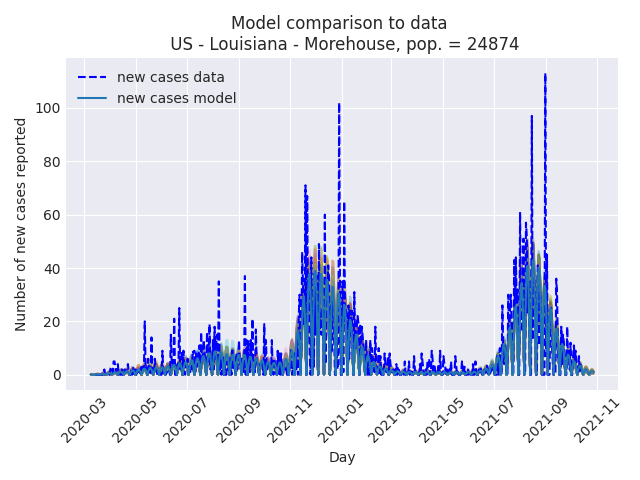 Model comparison to data
US - Louisiana - Morehouse, pop. = 24874
new cases data
new cases model
Number of new cases reported
100
80
60
40
20
0
2020-03
2020-05
2020-07
2020-09
2020-11
2021-01
2021-03
2021-05
2021-07
2021-09
2021-11
Day